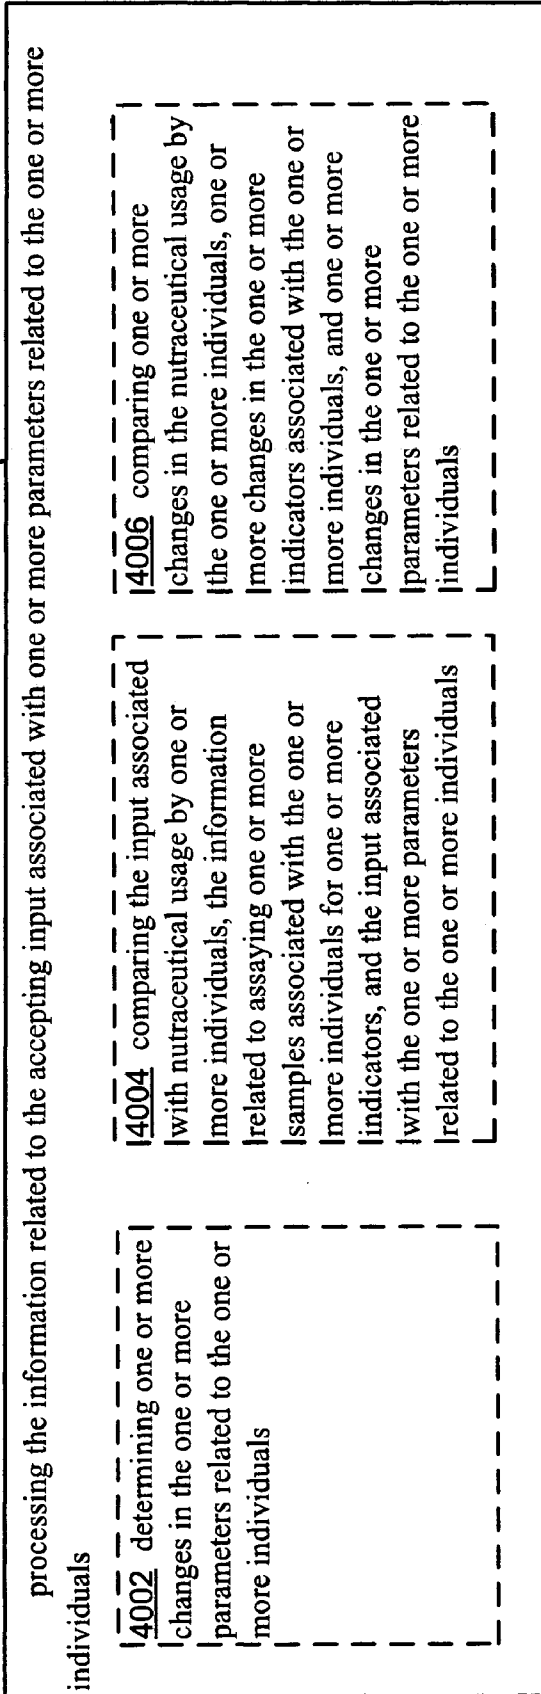 processing the information related to the accepting input associated with one or more parameters related to the one or more
individuals
4002 determining one or more
changes in the one or more
parameters related to the one or
more individuals
4004 comparing the input associated
with nutraceutical usage by one or
more individuals, the information
related to assaying one or more
samples associated with the one or
more individuals for one or more
indicators, and the input associated
with the one or more parameters
related to the one or more individuals
4006 comparing one or more
changes in the nutraceutical usage by
the one or more individuals, one or
more changes in the one or more
indicators associated with the one or
more individuals, and one or more
changes in the one or more
parameters related to the one or more
individuals